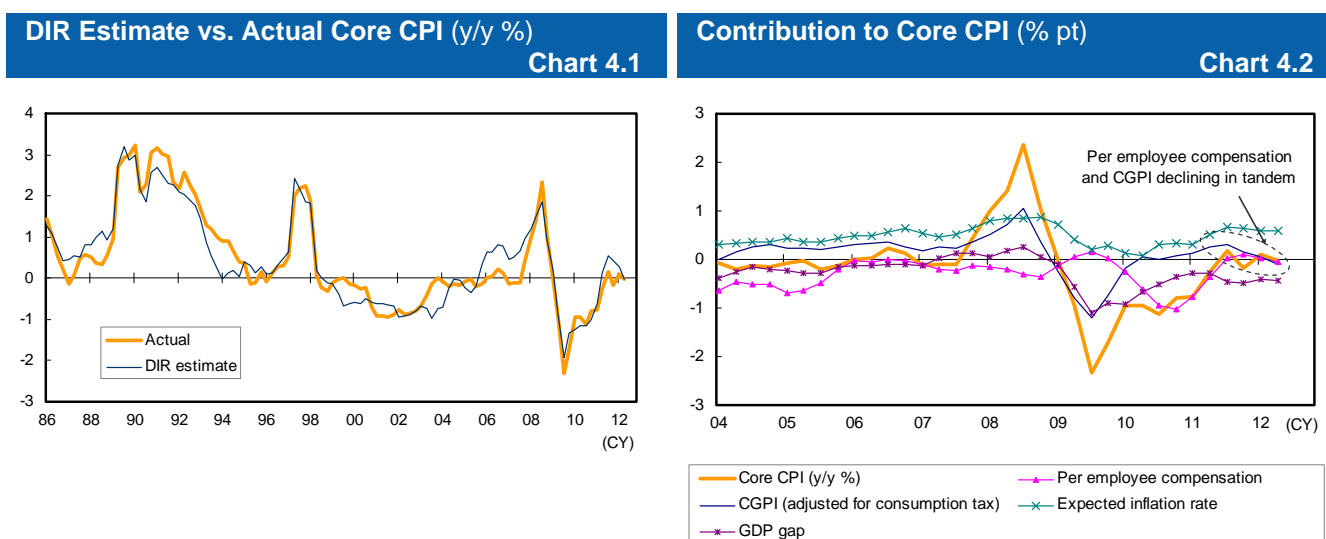 DIR Estimate vs. Actual Core CPI (y/y %)
Chart 4.1
4
3
2
1
0
-1
-2
-3
Actual
DIR estimate
86 88 90 92 94 96 98 00 02 04 06 08 10 12
(CY)
Contribution to Core CPI (% pt)
Chart 4.2
3
2
1
0
-1
-2
-3
Per employee compensation
and CGPI declining in tandem
04 05 06 07 08 09 10 11 12 (CY)
Core CPI (y/y %) Per employee compensation
CGPI (adjusted for consumption tax) Expected inflation rate
GDP gap